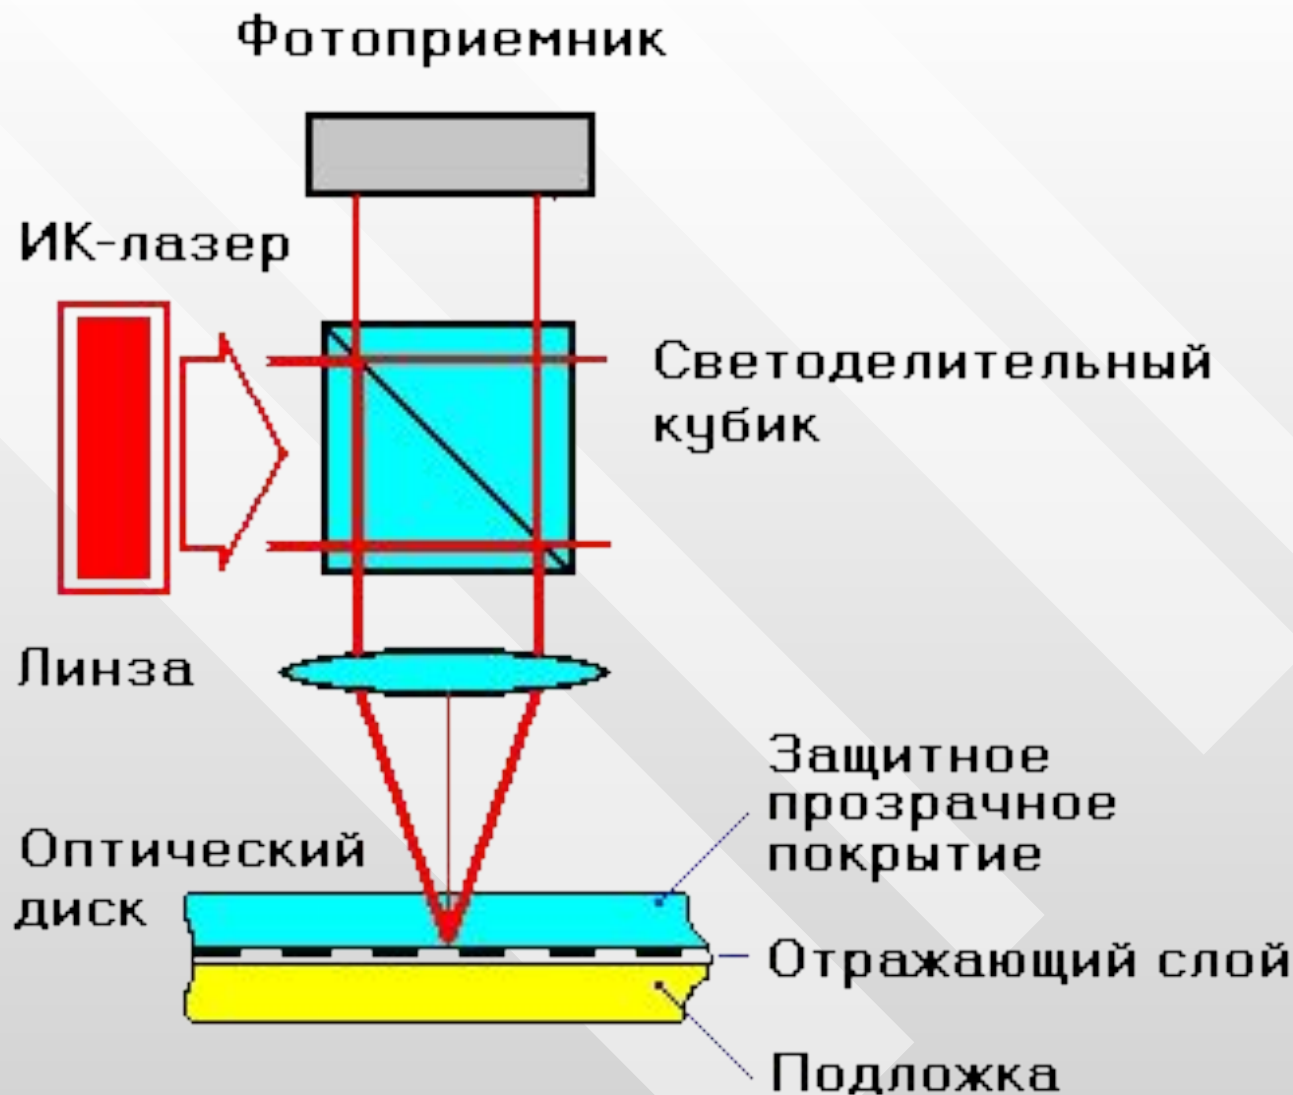 Фотоприемник
ИК-лазер
Светоделительный
кубик
Линза
Защитное
прозрачное
покрытие
Оптический
диск
Отражающий слой
Подложка